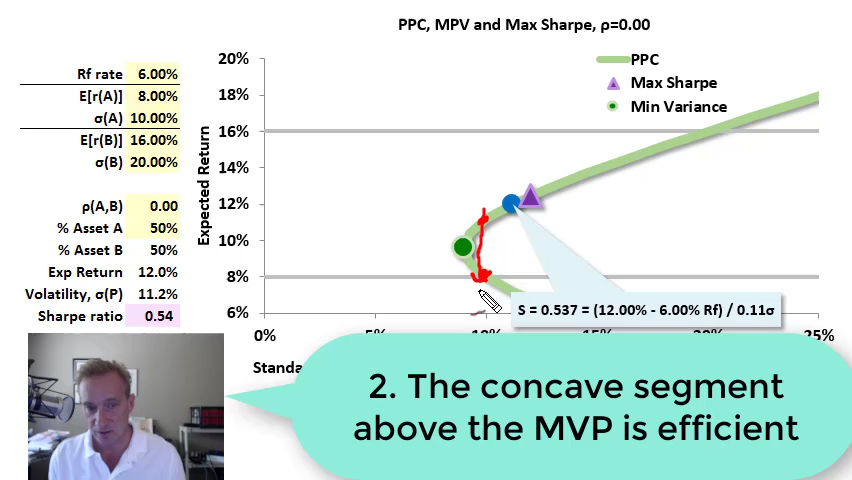 PPC, MPV and Max Sharpe, ρ=0.00
Rf rate 6.00%
E[r(A)] 8.00%
σ(A) 10.00%
E[r(B)] 16.00%
σ(B) 20.00%
ρ(A,B) 0.00
% Asset A 50%
% Asset B 50%
Exp Return 12.0%
Volatility, σ(P) 11.2%
Sharpe ratio 0.54
Expected Return
20%
18%
16%
14%
12%
10%
8%
6%
PPC
Max Sharpe
Min Variance
S = 0.537 = (12.00% - 6.00% Rf) / 0.11σ
0% 5% 10% 15% 20% 25%
Standa
2. The concave segment
above the MVP is efficient